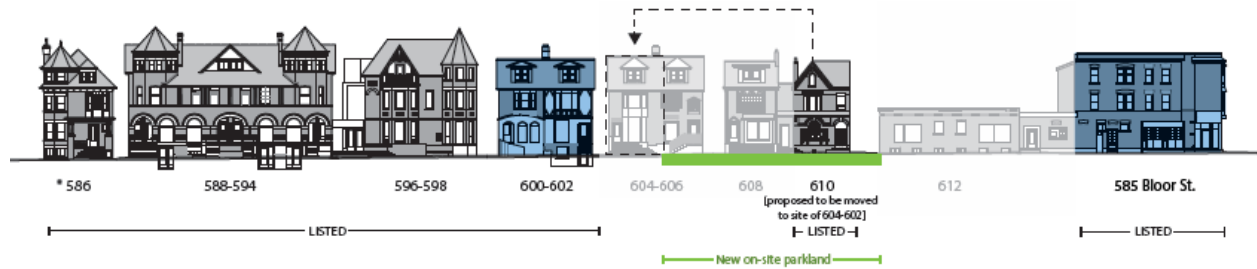 * 586
588-594
596-598
600-602
604-606
608
610
[proposed to be moved
to site of 604-602]
612
585 Bloor St.
LISTED
LISTED
LISTED
New on-site parkland